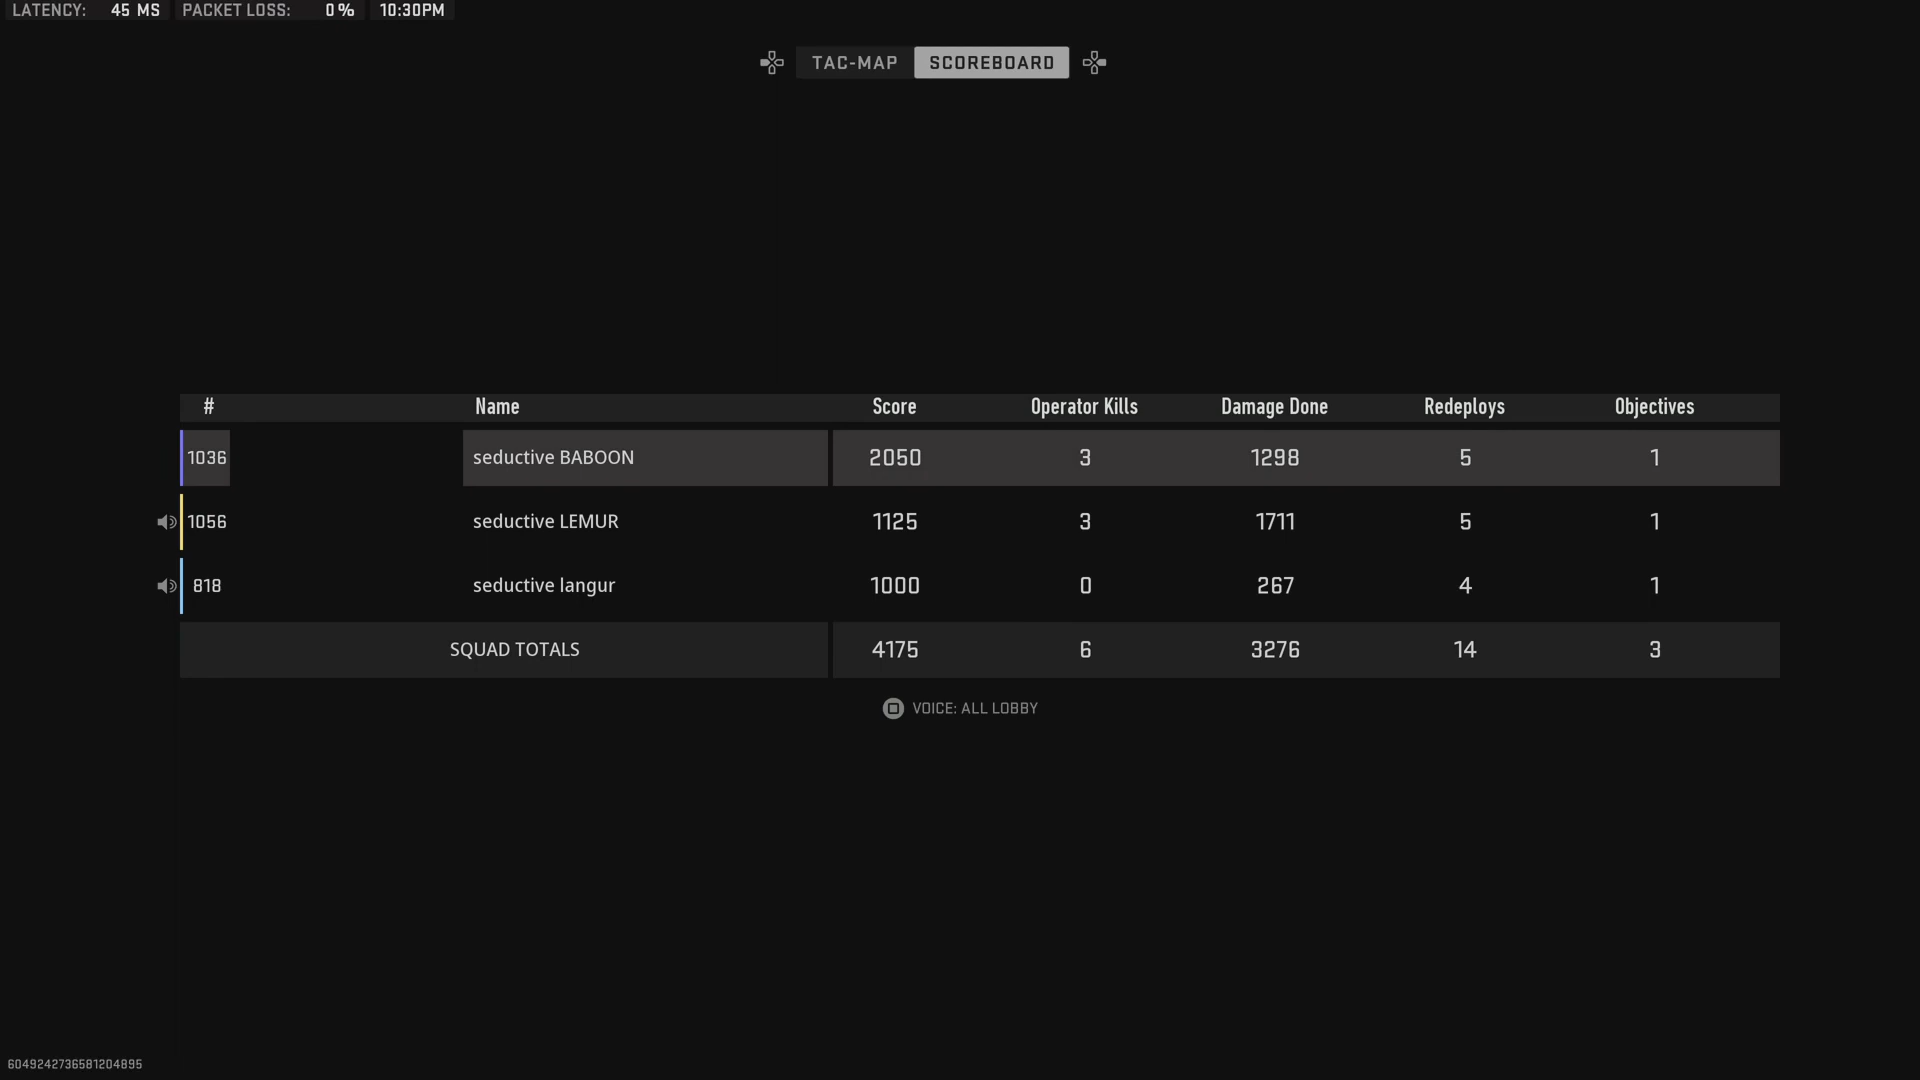 LATENCY: 45 MS PACKET LOSS: 0% 10:30PM
TAC-MAP SCOREBOARD
# Name Score Operator Kills Damage Done Redeploys Objectives
1036 seductive BABOON 2050 3 1298 5 1
1056 seductive LEMUR 1125 3 1711 5 1
818 seductive langur 1000 0 267 4 1
SQUAD TOTALS 4175 6 3276 14 3
VOICE: ALL LOBBY
6049242736581204895